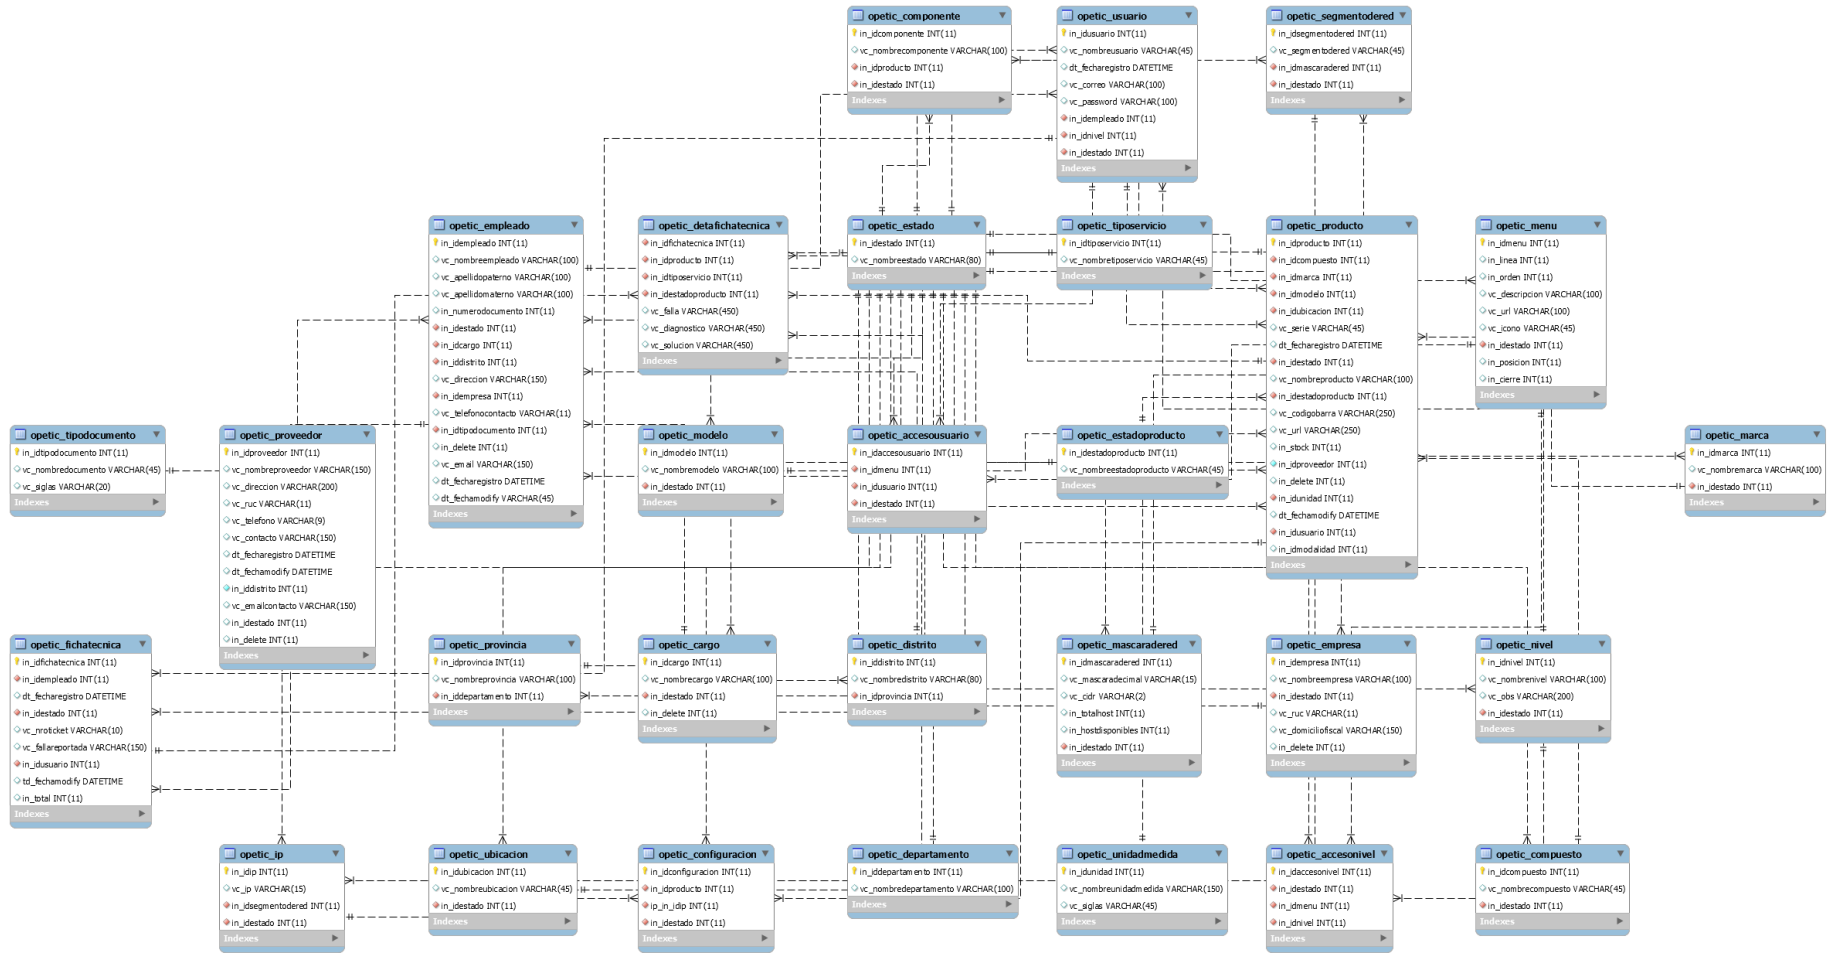 opetic_componente
in_idcomponente INT(11)
vc_nombrecomponente VARCHAR(100)
in_idproducto INT(11)
in_idestado INT(11)
Indexes
opetic_usuario
in_idusuario INT(11)
vc_nombreusuario VARCHAR(45)
dt_fecharegistro DATETIME
vc_correo VARCHAR(100)
vc_password VARCHAR(100)
in_idempleado INT(11)
in_idnivel INT(11)
in_idestado INT(11)
Indexes
opetic_segmentodered
in_idsegmentodered INT(11)
vc_segmentodered VARCHAR(45)
in_idmascaradered INT(11)
in_idestado INT(11)
Indexes
opetic_empleado
in_idempleado INT(11)
vc_nombreempleado VARCHAR(100)
vc_apellidopaterno VARCHAR(100)
vc_apellidomaterno VARCHAR(100)
in_numerodocumento INT(11)
in_idestado INT(11)
in_idcargo INT(11)
in_iddistrito INT(11)
vc_direccion VARCHAR(150)
in_idempresa INT(11)
vc_telefonocontacto VARCHAR(11)
in_idtipodocumento INT(11)
in_delete INT(11)
vc_email VARCHAR(150)
dt_fecharegistro DATETIME
dt_fechamodify VARCHAR(45)
Indexes
opetic_detafichatecnica
in_idfichatecnica INT(11)
in_idproducto INT(11)
in_idtiposervicio INT(11)
in_idestadoproducto INT(11)
vc_falla VARCHAR(450)
vc_diagnostico VARCHAR(450)
vc_solucion VARCHAR(450)
Indexes
opetic_estado
in_idestado INT(11)
vc_nombreestado VARCHAR(80)
Indexes
opetic_tiposervicio
in_idtiposervicio INT(11)
vc_nombretiposervicio VARCHAR(45)
Indexes
opetic_producto
in_idproducto INT(11)
in_idcompuesto INT(11)
in_idmarca INT(11)
in_idmodelo INT(11)
in_idubicacion INT(11)
vc_serie VARCHAR(45)
dt_fecharegistro DATETIME
in_idestado INT(11)
vc_nombreproducto VARCHAR(100)
in_idestadoproducto INT(11)
vc_codigobarra VARCHAR(250)
vc_url VARCHAR(250)
in_stock INT(11)
in_idproveedor INT(11)
in_delete INT(11)
in_idunidad INT(11)
dt_fechamodify DATETIME
in_idusuario INT(11)
in_idmodalidad INT(11)
Indexes
opetic_menu
in_idmenu INT(11)
in_linea INT(11)
in_orden INT(11)
vc_descripcion VARCHAR(100)
vc_url VARCHAR(100)
vc_icono VARCHAR(45)
in_idestado INT(11)
in_posicion INT(11)
in_cierre INT(11)
Indexes
opetic_tipodocumento
in_idtipodocumento INT(11)
vc_nombredocumento VARCHAR(45)
vc_siglas VARCHAR(20)
Indexes
opetic_proveedor
in_idproveedor INT(11)
vc_nombreproveedor VARCHAR(150)
vc_direccion VARCHAR(200)
vc_ruc VARCHAR(11)
vc_telefono VARCHAR(9)
vc_contacto VARCHAR(150)
dt_fecharegistro DATETIME
dt_fechamodify DATETIME
in_iddistrito INT(11)
vc_emailcontacto VARCHAR(150)
in_idestado INT(11)
in_delete INT(11)
Indexes
opetic_modelo
in_idmodelo INT(11)
vc_nombremodelo VARCHAR(100)
in_idestado INT(11)
Indexes
opetic_accesousuario
in_idaccesousuario INT(11)
in_idmenu INT(11)
in_idusuario INT(11)
in_idestado INT(11)
Indexes
opetic_estadoproducto
in_idestadoproducto INT(11)
vc_nombreestadoproducto VARCHAR(45)
Indexes
opetic_marca
in_idmarca INT(11)
vc_nombremarca VARCHAR(100)
in_idestado INT(11)
Indexes
opetic_fichatecnica
in_idfichatecnica INT(11)
in_idempleado INT(11)
dt_fecharegistro DATETIME
in_idestado INT(11)
vc_nroticket VARCHAR(10)
vc_fallareportada VARCHAR(150)
in_idusuario INT(11)
td_fechamodify DATETIME
in_total INT(11)
Indexes
opetic_provincia
in_idprovincia INT(11)
vc_nombreprovincia VARCHAR(100)
in_iddepartamento INT(11)
Indexes
opetic_cargo
in_idcargo INT(11)
vc_nombrecargo VARCHAR(100)
in_idestado INT(11)
in_delete INT(11)
Indexes
opetic_distrito
in_iddistrito INT(11)
vc_nombredistrito VARCHAR(80)
in_idprovincia INT(11)
Indexes
opetic_mascaradered
in_idmascaradered INT(11)
vc_mascaradecimal VARCHAR(15)
vc_cidr VARCHAR(2)
in_totalhost INT(11)
in_hostdisponibles INT(11)
in_idestado INT(11)
Indexes
opetic_empresa
in_idempresa INT(11)
vc_nombreempresa VARCHAR(100)
in_idestado INT(11)
vc_ruc VARCHAR(11)
vc_domiciliofiscal VARCHAR(150)
in_delete INT(11)
Indexes
opetic_nivel
in_idnivel INT(11)
vc_nombrenivel VARCHAR(100)
vc_obs VARCHAR(200)
in_idestado INT(11)
Indexes
opetic_ip
in_idip INT(11)
vc_ip VARCHAR(15)
in_idsegmentodered INT(11)
in_idestado INT(11)
Indexes
opetic_ubicacion
in_idubicacion INT(11)
vc_nombreubicacion VARCHAR(45)
in_idestado INT(11)
Indexes
opetic_configuracion
in_idconfiguracion INT(11)
in_idproducto INT(11)
ip_in_idip INT(11)
in_idestado INT(11)
Indexes
opetic_departamento
in_iddepartamento INT(11)
vc_nombredepartamento VARCHAR(100)
Indexes
opetic_unidadmedida
in_idunidad INT(11)
vc_nombreunidadmedida VARCHAR(150)
vc_siglas VARCHAR(45)
Indexes
opetic_accesonivel
in_idaccesonivel INT(11)
in_idestado INT(11)
in_idmenu INT(11)
in_idnivel INT(11)
Indexes
opetic_compuesto
in_idcompuesto INT(11)
vc_nombrecompuesto VARCHAR(45)
in_idestado INT(11)
Indexes